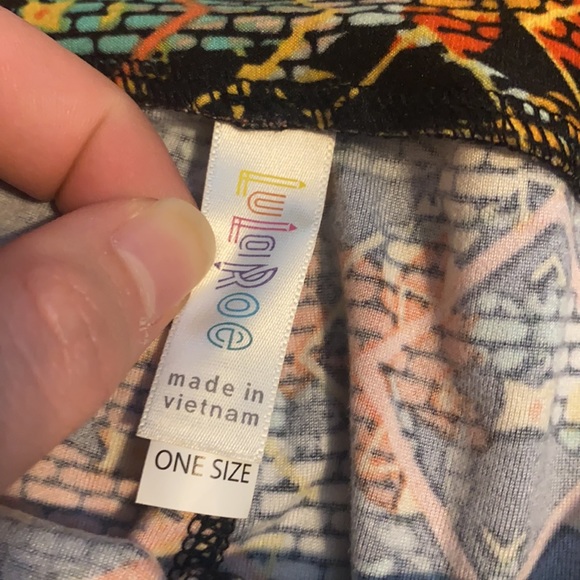 LuLaRoe
made in
vietnam
ONE SIZE